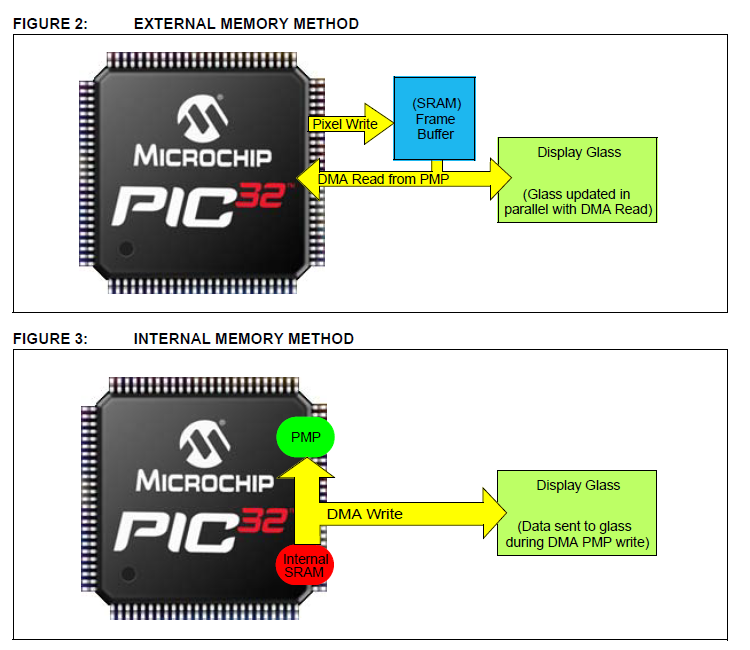 FIGURE 2: EXTERNAL MEMORY METHOD
MICROCHIP
PIC32™
Pixel Write
(SRAM)
Frame
Buffer
DMA Read from PMP
Display Glass
(Glass updated in
parallel with DMA Read)
FIGURE 3: INTERNAL MEMORY METHOD
MICROCHIP
PIC32™
PMP
DMA Write
Internal
SRAM
Display Glass
(Data sent to glass
during DMA PMP write)